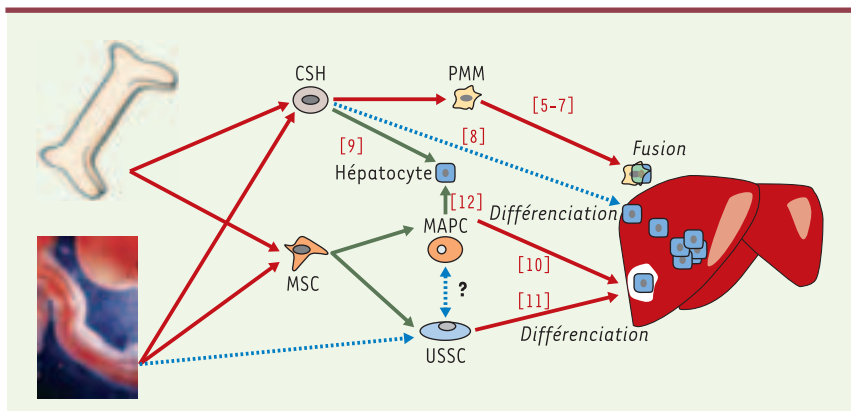 CSH
PMM
[5-7]
[8]
[9]
Fusion
Hépatocyte
[12]
Différenciation
MAPC
MSC
[10]
?
[11]
Différenciation
USSC